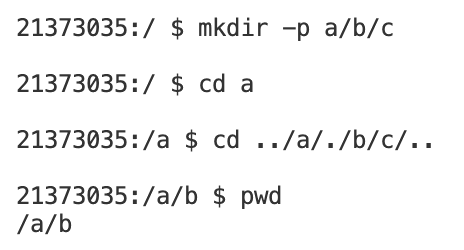 21373035:/ $ mkdir –p a/b/c
21373035:/ $ cd a
21373035:/a $ cd ../a/./b/c/..
21373035:/a/b $ pwd
/a/b